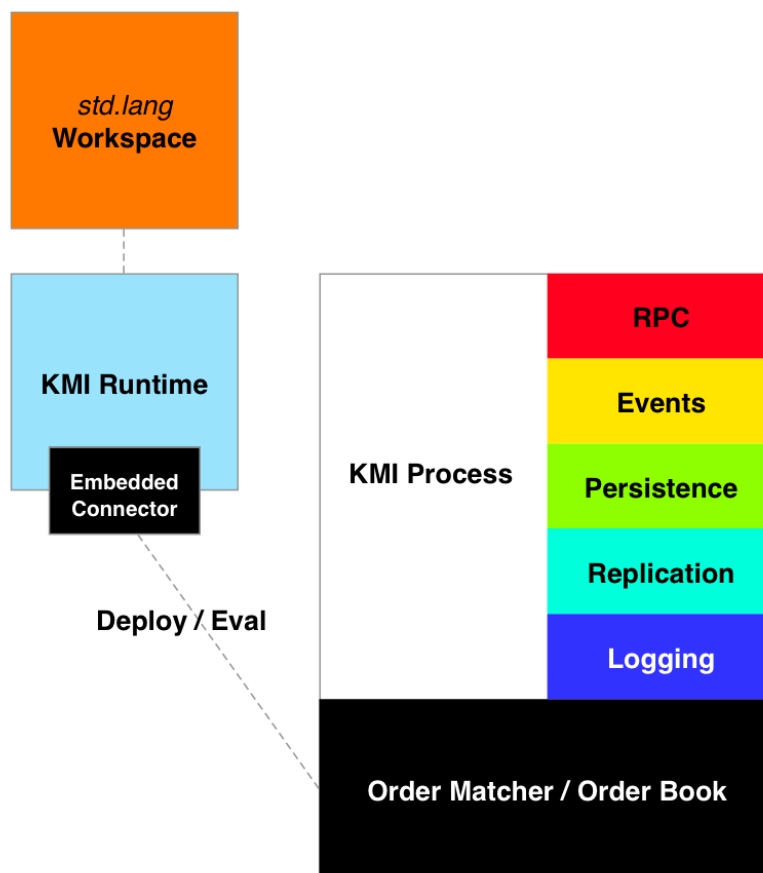 std.lang
Workspace
KMI Runtime
Embedded
Connector
Deploy / Eval
KMI Process
RPC
Events
Persistence
Replication
Logging
Order Matcher / Order Book